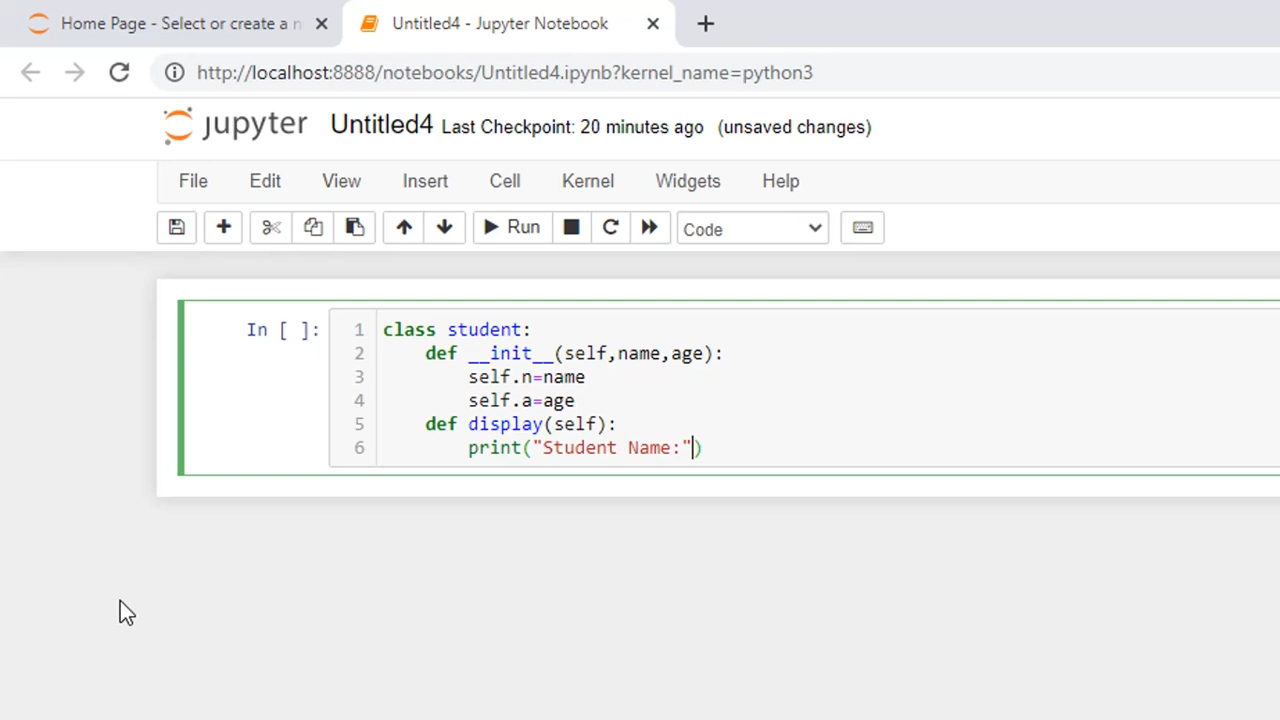 Home Page - Select or create a n
Untitled4 - Jupyter Notebook
http://localhost:8888/notebooks/Untitled4.ipynb?kernel_name=python3
jupyter Untitled4 Last Checkpoint: 20 minutes ago (unsaved changes)
File Edit View Insert Cell Kernel Widgets Help
Run Code
In [ ]:
1 class student:
2 def __init__(self,name,age):
3 self.n=name
4 self.a=age
5 def display(self):
6 print("Student Name:")